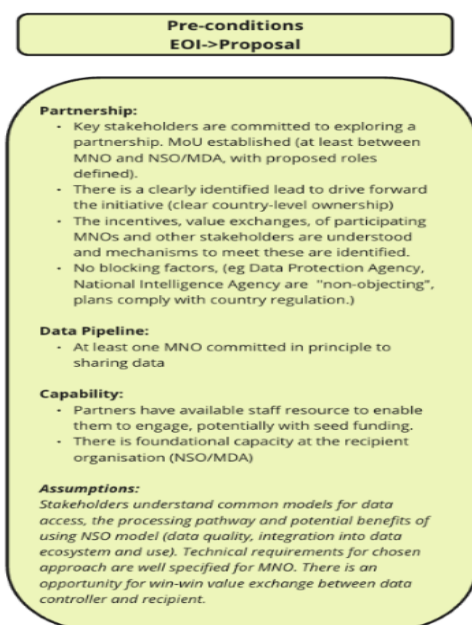 Pre-conditions
EOI->Proposal
Partnership:
- Key stakeholders are committed to exploring a
partnership. MoU established (at least between
MNO and NSO/MDA, with proposed roles
defined).
- There is a clearly identified lead to drive forward
the initiative (clear country-level ownership)
- The incentives, value exchanges, of participating
MNOs and other stakeholders are understood
and mechanisms to meet these are identified.
- No blocking factors, (eg Data Protection Agency,
National Intelligence Agency are "non-objecting",
plans comply with country regulation.)
Data Pipeline:
- At least one MNO committed in principle to
sharing data
Capability:
- Partners have available staff resource to enable
them to engage, potentially with seed funding.
- There is foundational capacity at the recipient
organisation (NSO/MDA)
Assumptions:
Stakeholders understand common models for data
access, the processing pathway and potential benefits of
using NSO model (data quality, integration into data
ecosystem and use). Technical requirements for chosen
approach are well specified for MNO. There is an
opportunity for win-win value exchange between data
controller and recipient.